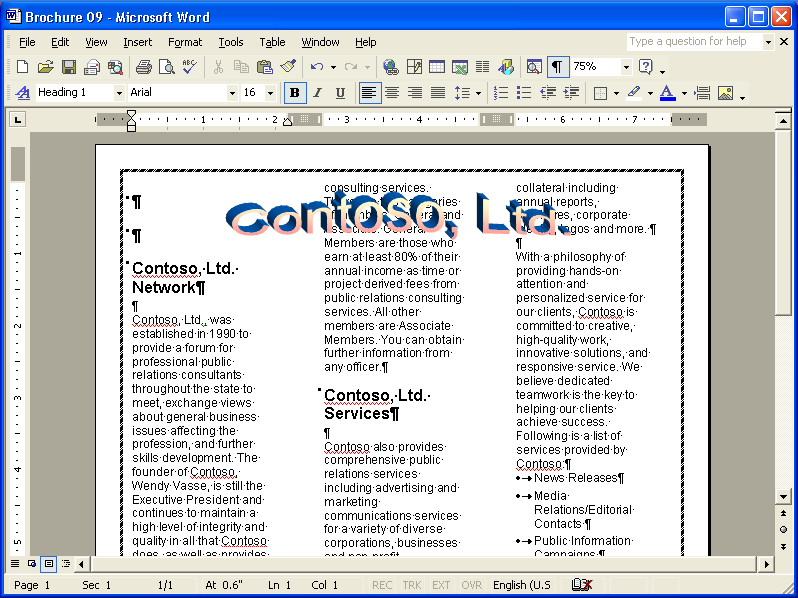 Brochure 09 - Microsoft Word
File Edit View Insert Format Tools Table Window Help
Type a question for help
75%
Heading 1 Arial 16 B I U
1 2 3 4 6 7
Contoso, Ltd.
¶
¶
Contoso, Ltd.
Network¶
¶
Contoso, Ltd., was
established in 1990 to
provide a forum for
professional public
relations consultants
throughout the state to
meet, exchange views
about general business
issues affecting the
profession, and further
skills development. The
founder of Contoso,
Wendy Vasse, is still the
Executive President and
continues to maintain a
high level of integrity and
quality in all that Contoso
does, as well as provides
consulting services.
Members are those who
earn at least 80% of their
annual income as time or
project derived fees from
public relations consulting
services. All other
members are Associate
Members. You can obtain
further information from
any officer.¶
Contoso, Ltd.
Services¶
¶
Contoso also provides
comprehensive public
relations services
including advertising and
marketing
communications services
for a variety of diverse
corporations, businesses
and non-profit
collateral including
annual reports,
corporate
logos and more. ¶
¶
With a philosophy of
providing hands-on
attention and
personalized service for
our clients, Contoso is
committed to creative,
high-quality work,
innovative solutions, and
responsive service. We
believe dedicated
teamwork is the key to
helping our clients
achieve success.
Following is a list of
services provided by
Contoso:¶
• News Releases¶
• Media
Relations/Editorial
Contacts ¶
• Public Information
Campaigns ¶
1
2
3
4
5
Page 1 Sec 1 1/1 At 0.6" Ln 1 Col 1 REC TRK EXT OVR English (U.S